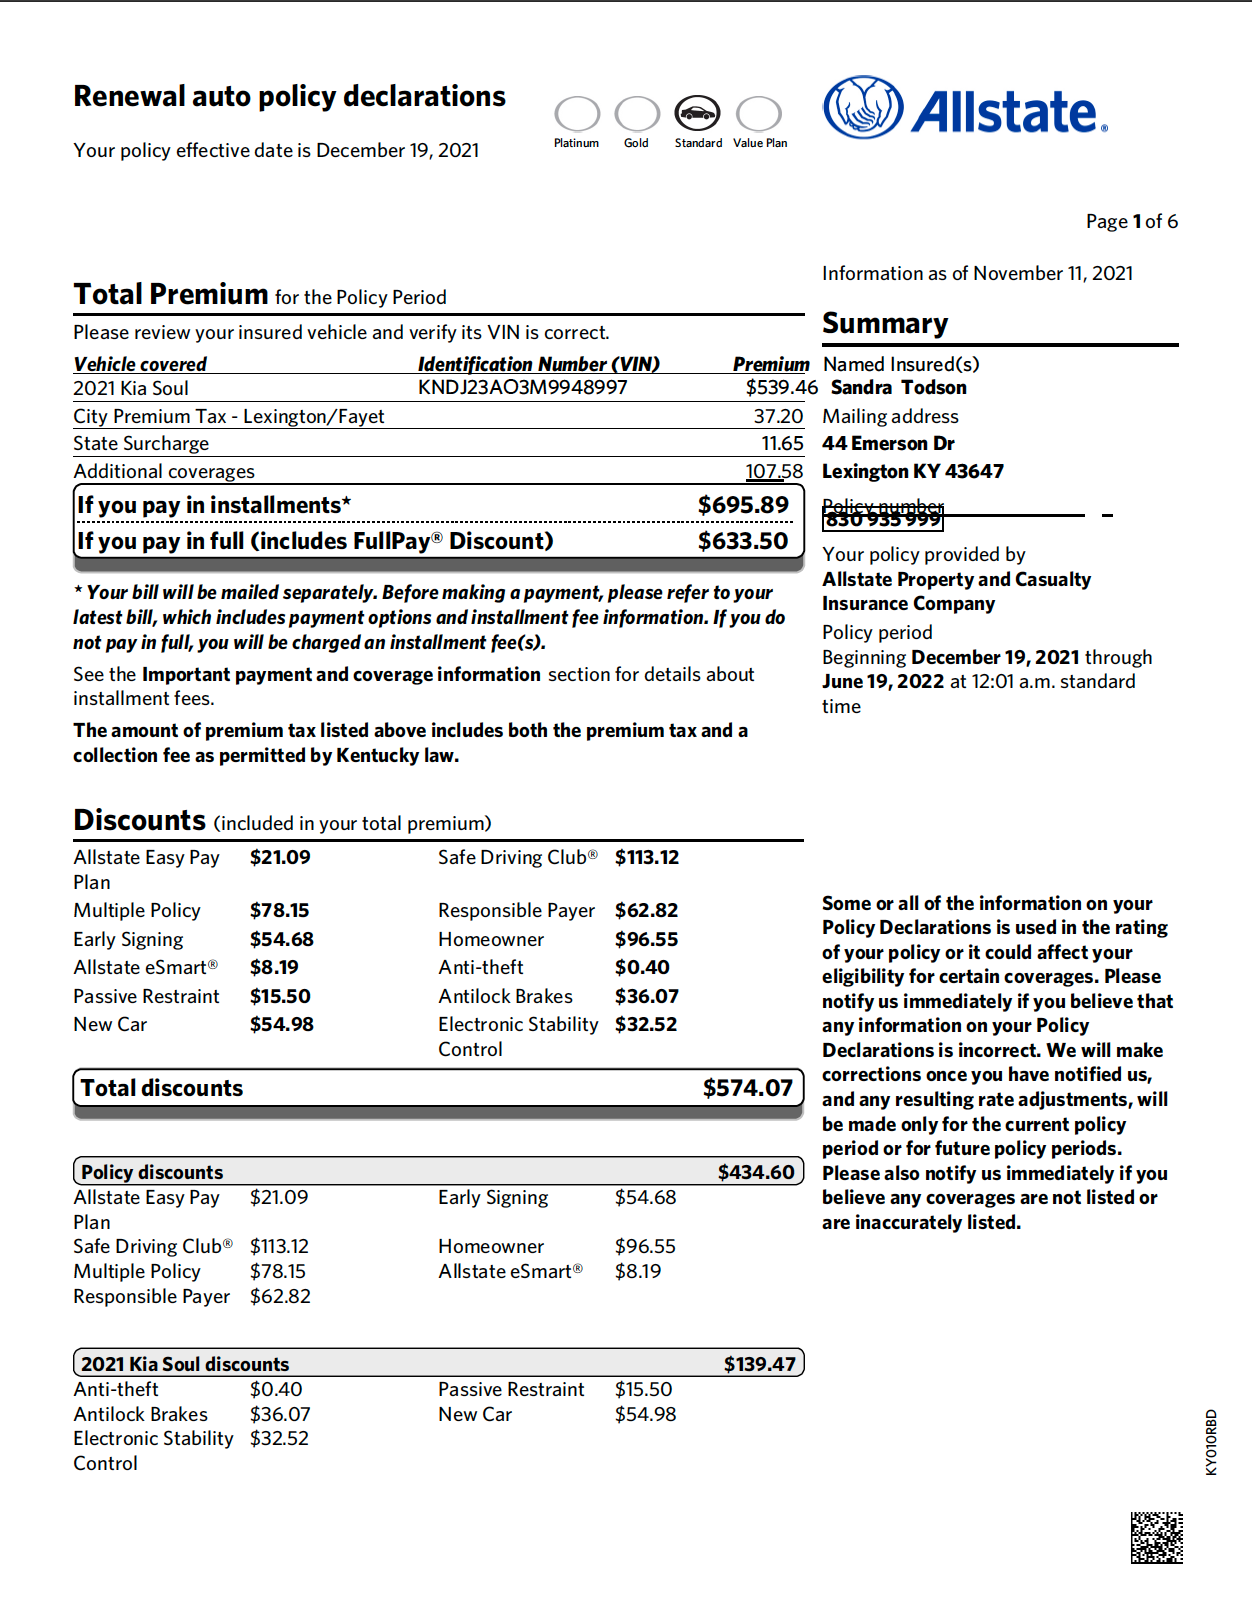 Renewal auto policy declarations
Your policy effective date is December 19, 2021
Platinum Gold Standard Value Plan
Allstate®
Page 1 of 6
Information as of November 11, 2021
Total Premium for the Policy Period
Please review your insured vehicle and verify its VIN is correct.
Vehicle covered Identification Number (VIN) Premium
2021 Kia Soul KNDJ23AO3M9948997 $539.46
City Premium Tax - Lexington/Fayet 37.20
State Surcharge 11.65
Additional coverages 107.58
If you pay in installments* $695.89
If you pay in full (includes FullPay® Discount) $633.50
* Your bill will be mailed separately. Before making a payment, please refer to your
latest bill, which includes payment options and installment fee information. If you do
not pay in full, you will be charged an installment fee(s).
See the Important payment and coverage information section for details about
installment fees.
The amount of premium tax listed above includes both the premium tax and a
collection fee as permitted by Kentucky law.
Summary
Named Insured(s)
Sandra Todson
Mailing address
44 Emerson Dr
Lexington KY 43647
Policy number
830 935 999
Your policy provided by
Allstate Property and Casualty
Insurance Company
Policy period
Beginning December 19, 2021 through
June 19, 2022 at 12:01 a.m. standard
time
Discounts (included in your total premium)
Allstate Easy Pay $21.09 Safe Driving Club® $113.12
Plan
Multiple Policy $78.15 Responsible Payer $62.82
Early Signing $54.68 Homeowner $96.55
Allstate eSmart® $8.19 Anti-theft $0.40
Passive Restraint $15.50 Antilock Brakes $36.07
New Car $54.98 Electronic Stability $32.52
Control
Total discounts $574.07
Policy discounts $434.60
Allstate Easy Pay $21.09 Early Signing $54.68
Plan
Safe Driving Club® $113.12 Homeowner $96.55
Multiple Policy $78.15 Allstate eSmart® $8.19
Responsible Payer $62.82
2021 Kia Soul discounts $139.47
Anti-theft $0.40 Passive Restraint $15.50
Antilock Brakes $36.07 New Car $54.98
Electronic Stability $32.52
Control
Some or all of the information on your
Policy Declarations is used in the rating
of your policy or it could affect your
eligibility for certain coverages. Please
notify us immediately if you believe that
any information on your Policy
Declarations is incorrect. We will make
corrections once you have notified us,
and any resulting rate adjustments, will
be made only for the current policy
period or for future policy periods.
Please also notify us immediately if you
believe any coverages are not listed or
are inaccurately listed.
KY010RBD